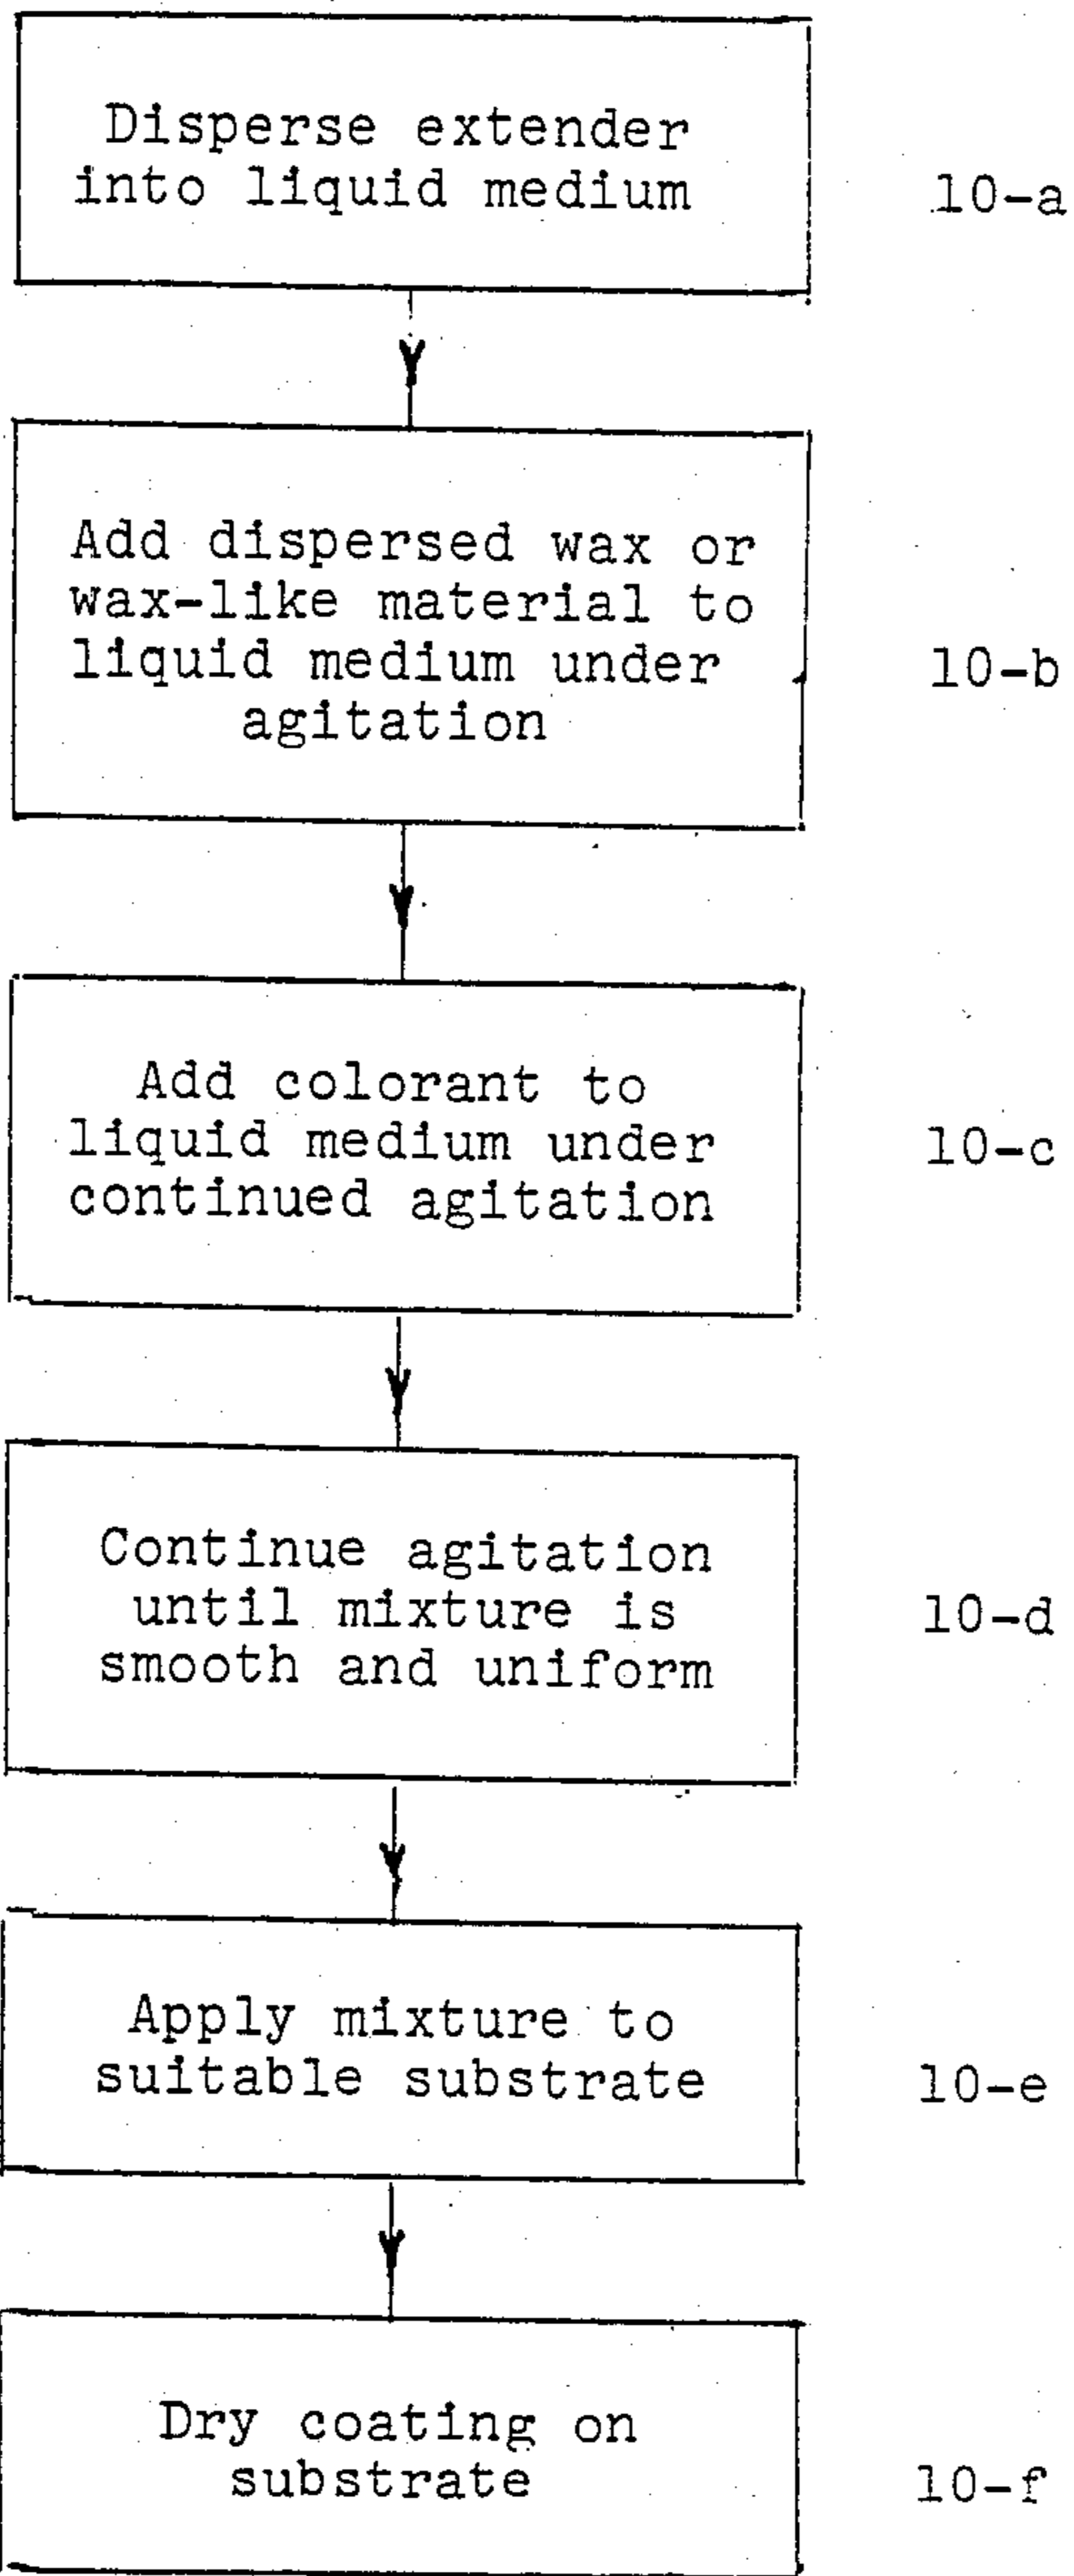 Disperse extender
into liquid medium
10-a
Add dispersed wax or
wax-like material to
liquid medium under
agitation
10-b
Add colorant to
liquid medium under
continued agitation
10-c
Continue agitation
until mixture is
smooth and uniform
10-d
Apply mixture to
suitable substrate
10-e
Dry coating on
substrate
10-f